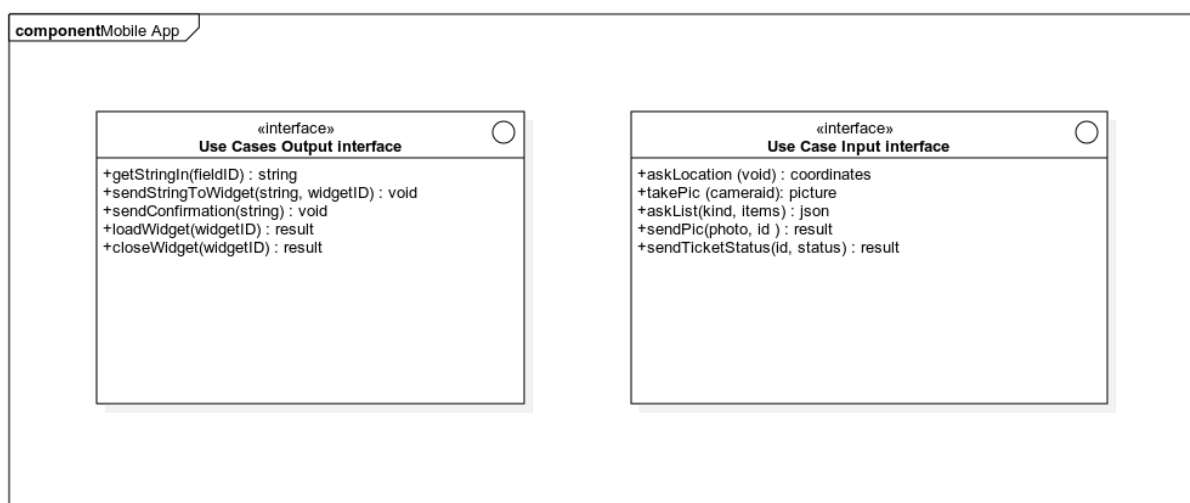 componentMobile App
«interface»
Use Cases Output interface
+getStringIn(fieldID) : string
+sendStringToWidget(string, widgetID) : void
+sendConfirmation(string) : void
+loadWidget(widgetID) : result
+closeWidget(widgetID) : result
«interface»
Use Case Input interface
+askLocation (void) : coordinates
+takePic (cameraid): picture
+askList(kind, items) : json
+sendPic(photo, id ) : result
+sendTicketStatus(id, status) : result